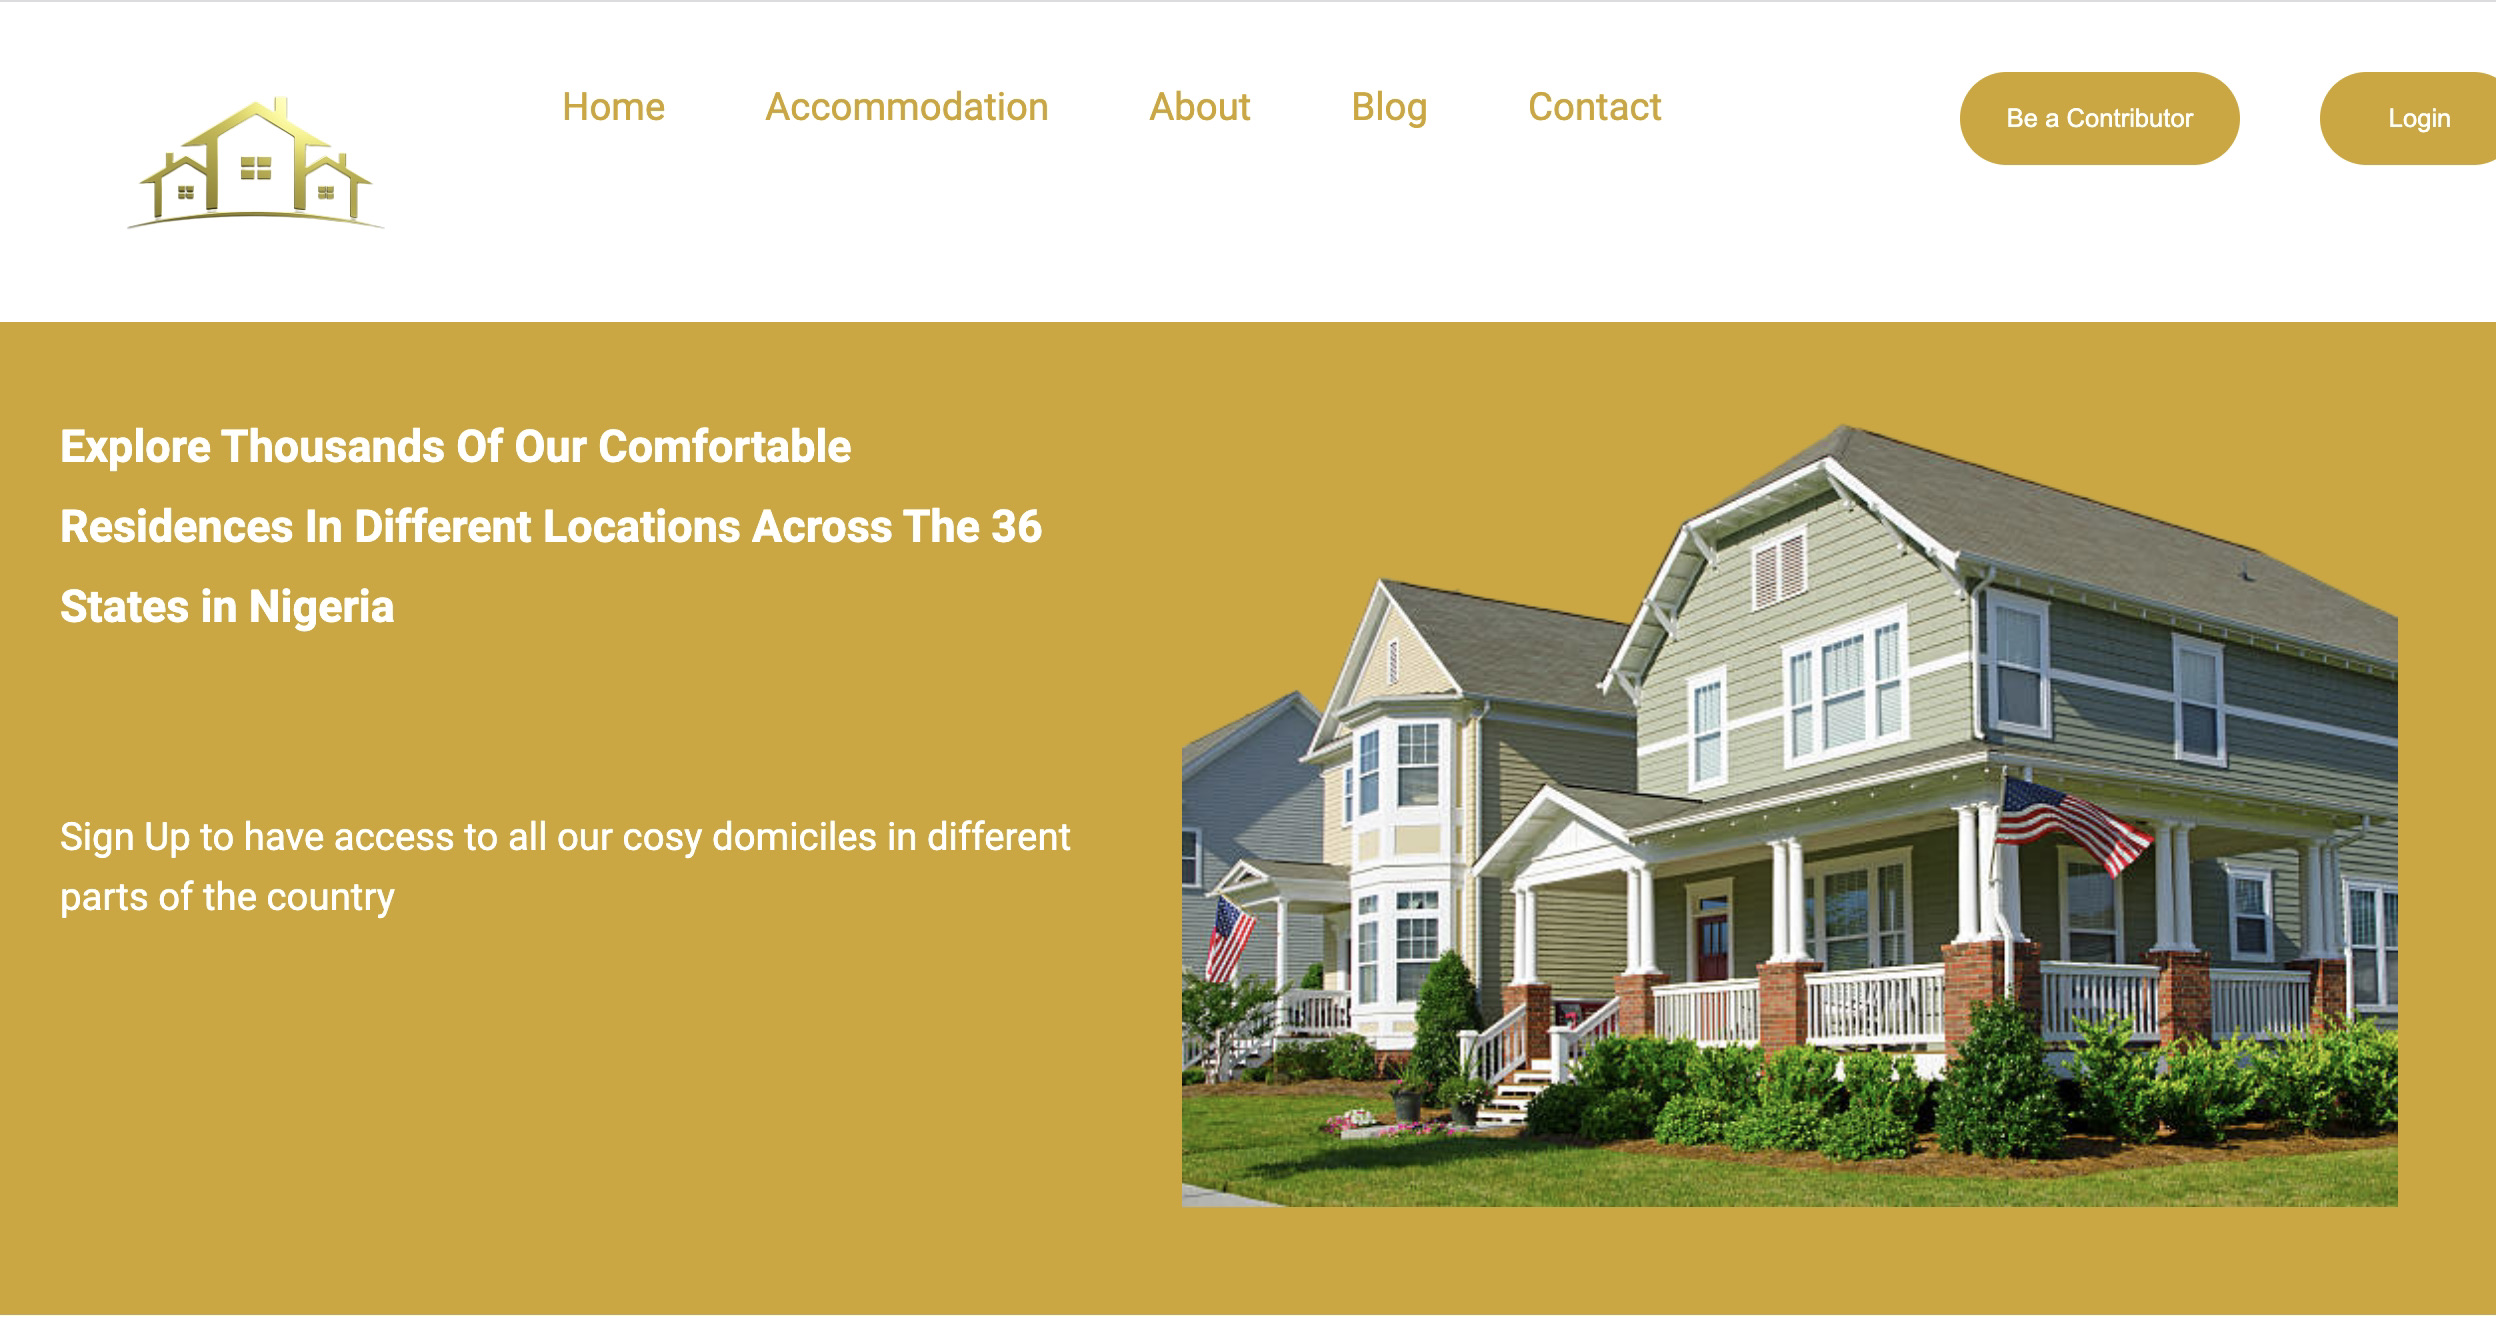 Home Accommodation About Blog Contact Be a Contributor Login
Explore Thousands Of Our Comfortable
Residences In Different Locations Across The 36
States in Nigeria
Sign Up to have access to all our cosy domiciles in different
parts of the country